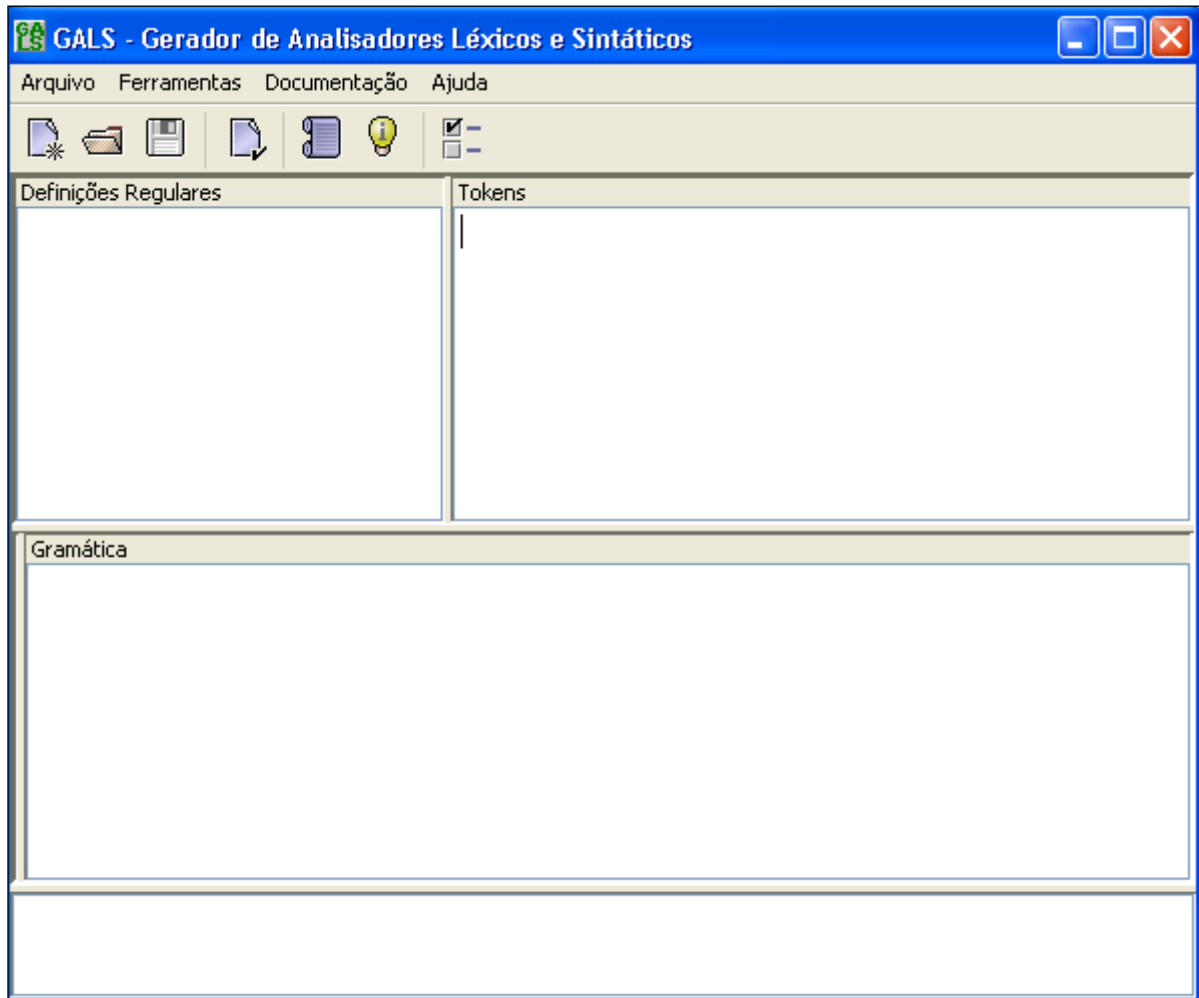 GALS - Gerador de Analisadores Léxicos e Sintáticos
Arquivo Ferramentas Documentação Ajuda
Definições Regulares
Tokens
Gramática